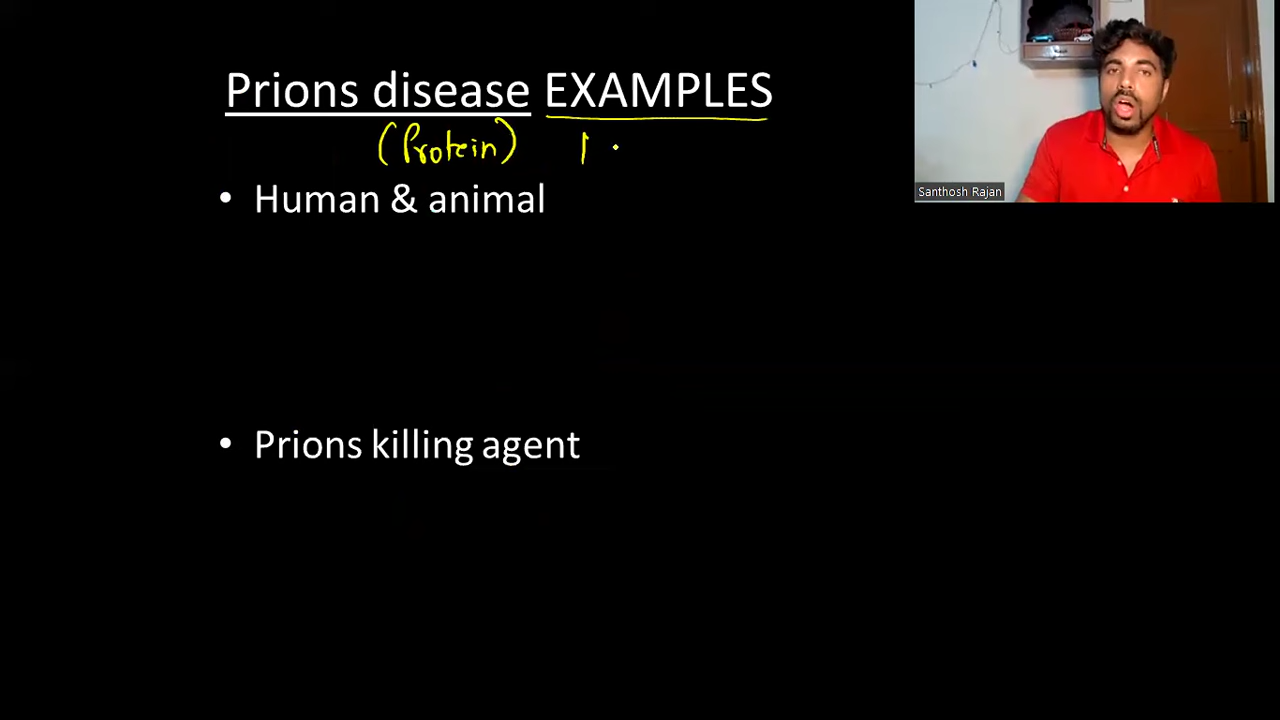 Prions disease EXAMPLES
(Protein)
• Human & animal
• Prions killing agent
Santhosh Rajan